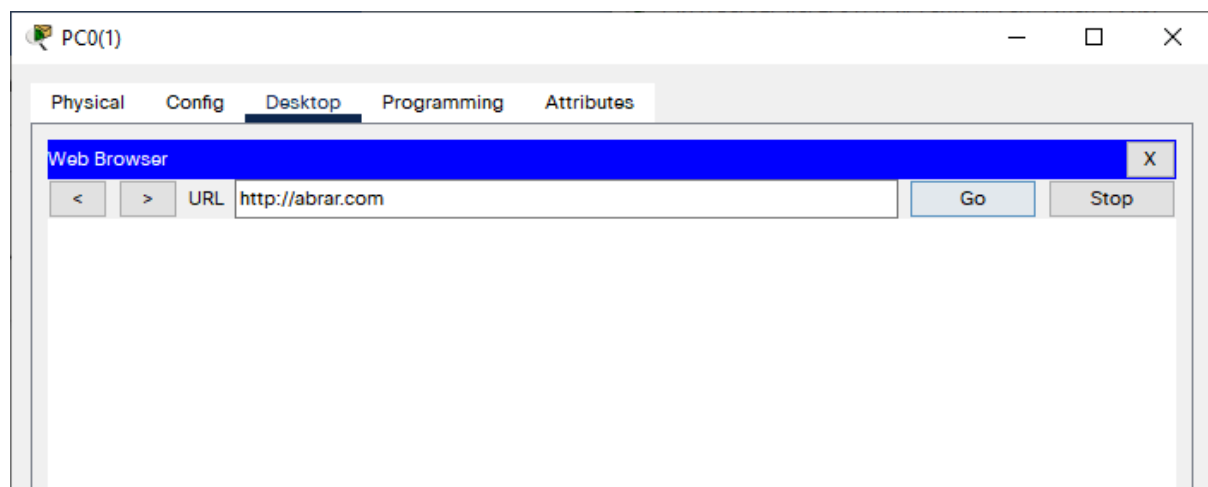 PC0(1)
Physical Config Desktop Programming Attributes
Web Browser X
< > URL http://abrar.com Go Stop